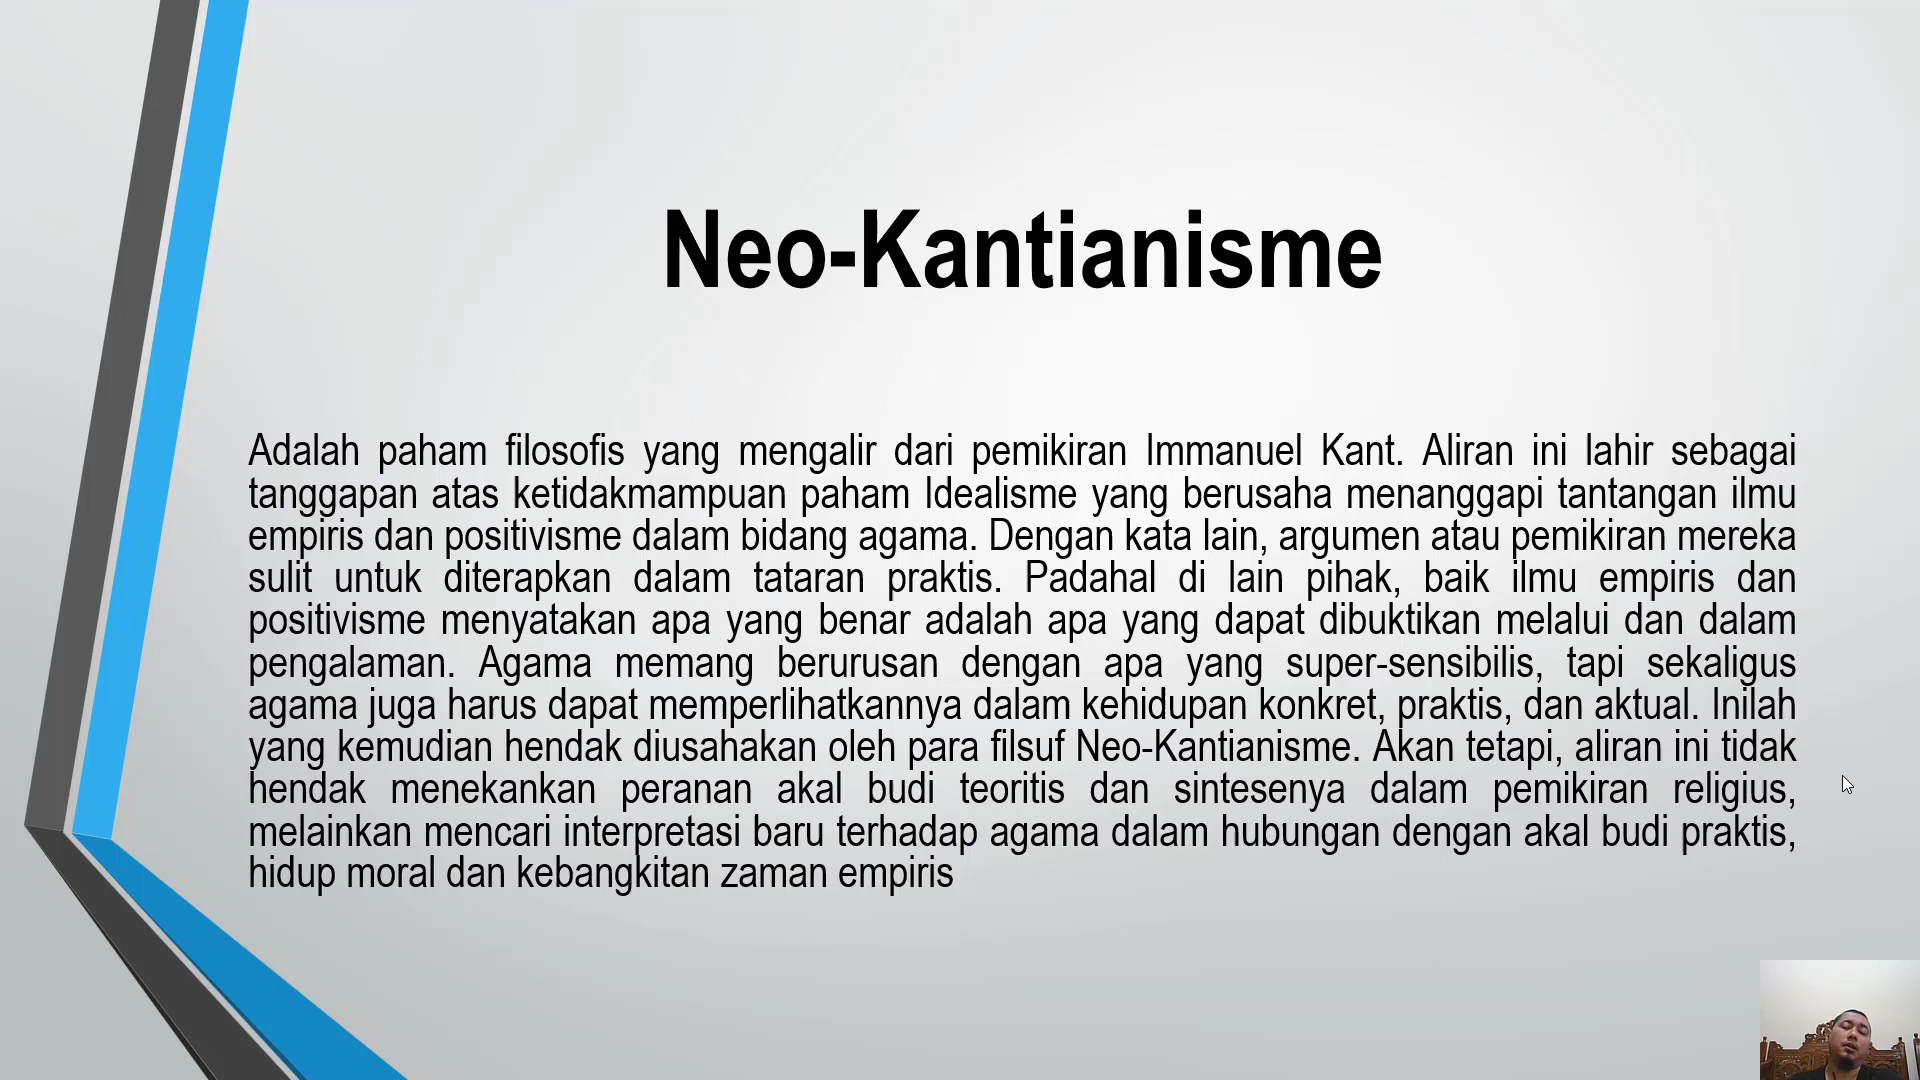 Neo-Kantianisme
Adalah paham filosofis yang mengalir dari pemikiran Immanuel Kant. Aliran ini lahir sebagai
tanggapan atas ketidakmampuan paham Idealisme yang berusaha menanggapi tantangan ilmu
empiris dan positivisme dalam bidang agama. Dengan kata lain, argumen atau pemikiran mereka
sulit untuk diterapkan dalam tataran praktis. Padahal di lain pihak, baik ilmu empiris dan
positivisme menyatakan apa yang benar adalah apa yang dapat dibuktikan melalui dan dalam
pengalaman. Agama memang berurusan dengan apa yang super-sensibilis, tapi sekaligus
agama juga harus dapat memperlihatkannya dalam kehidupan konkret, praktis, dan aktual. Inilah
yang kemudian hendak diusahakan oleh para filsuf Neo-Kantianisme. Akan tetapi, aliran ini tidak
hendak menekankan peranan akal budi teoritis dan sintesenya dalam pemikiran religius,
melainkan mencari interpretasi baru terhadap agama dalam hubungan dengan akal budi praktis,
hidup moral dan kebangkitan zaman empiris